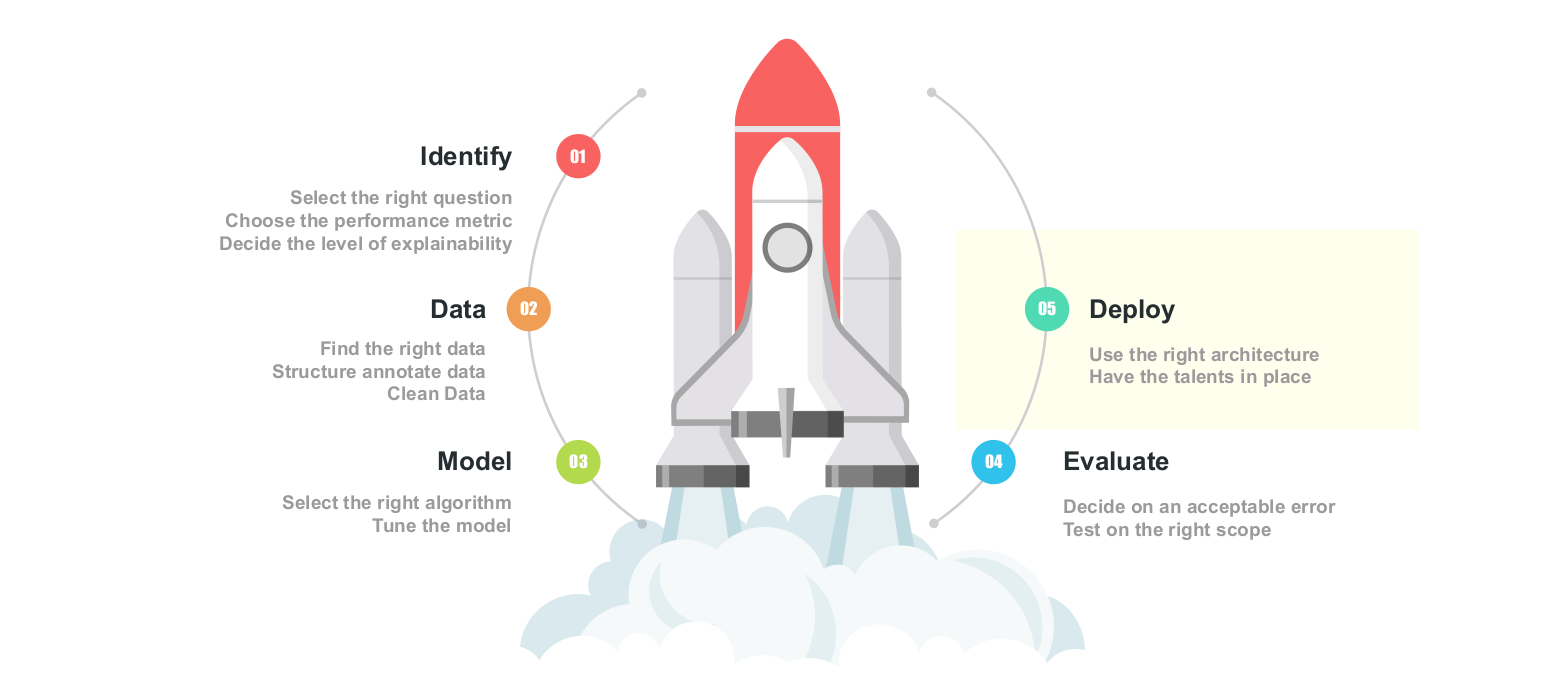 01
Identify
Select the right question
Choose the performance metric
Decide the level of explainability
02
Data
Find the right data
Structure annotate data
Clean Data
03
Model
Select the right algorithm
Tune the model
04
Evaluate
Decide on an acceptable error
Test on the right scope
05
Deploy
Use the right architecture
Have the talents in place